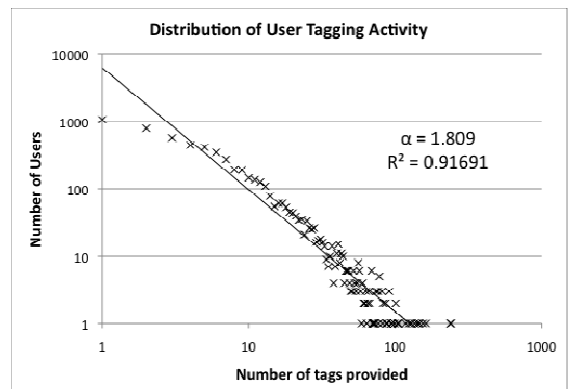 Distribution of User Tagging Activity
10000
1000
100
10
1
Number of Users
α = 1.809
R² = 0.91691
1 10 100 1000
Number of tags provided